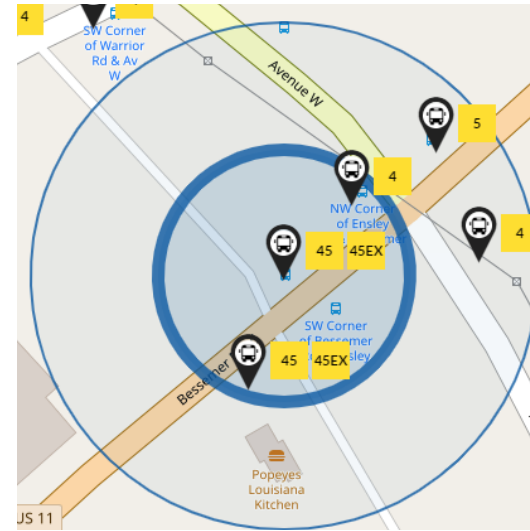 4
SW Corner
of Warrior
Rd & Av
W
Avenue W
5
4
NW Corner
of Ensley
45 45EX
4
SW Corner
of Bessemer
45 45EX
Bessemer
Popeyes
Louisiana
Kitchen
US 11